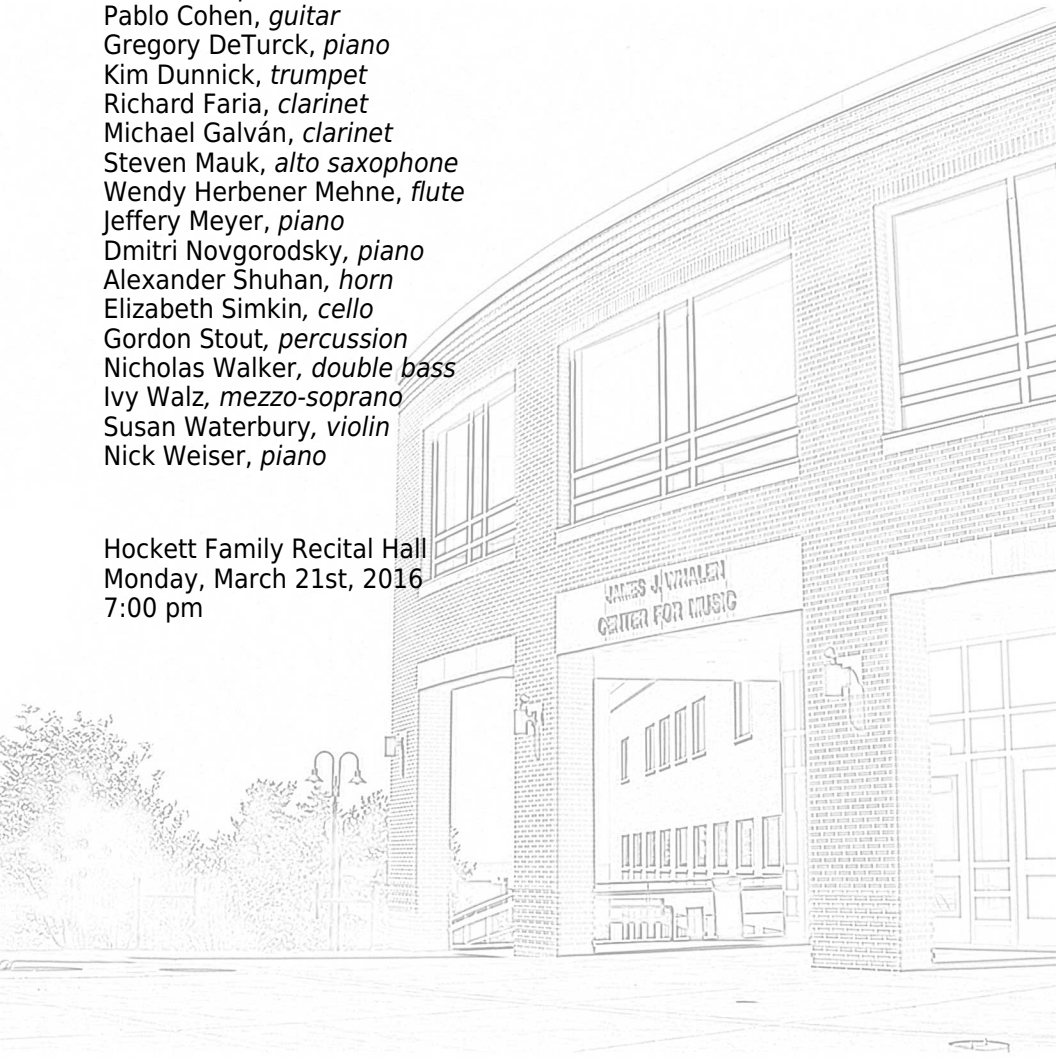 Pablo Cohen, guitar
Gregory DeTurck, piano
Kim Dunnick, trumpet
Richard Faria, clarinet
Michael Galván, clarinet
Steven Mauk, alto saxophone
Wendy Herbener Mehne, flute
Jeffery Meyer, piano
Dmitri Novgorodsky, piano
Alexander Shuhan, horn
Elizabeth Simkin, cello
Gordon Stout, percussion
Nicholas Walker, double bass
Ivy Walz, mezzo-soprano
Susan Waterbury, violin
Nick Weiser, piano
Hockett Family Recital Hall
Monday, March 21st, 2016
7:00 pm
JAMES J. WHALEN
CENTER FOR MUSIC